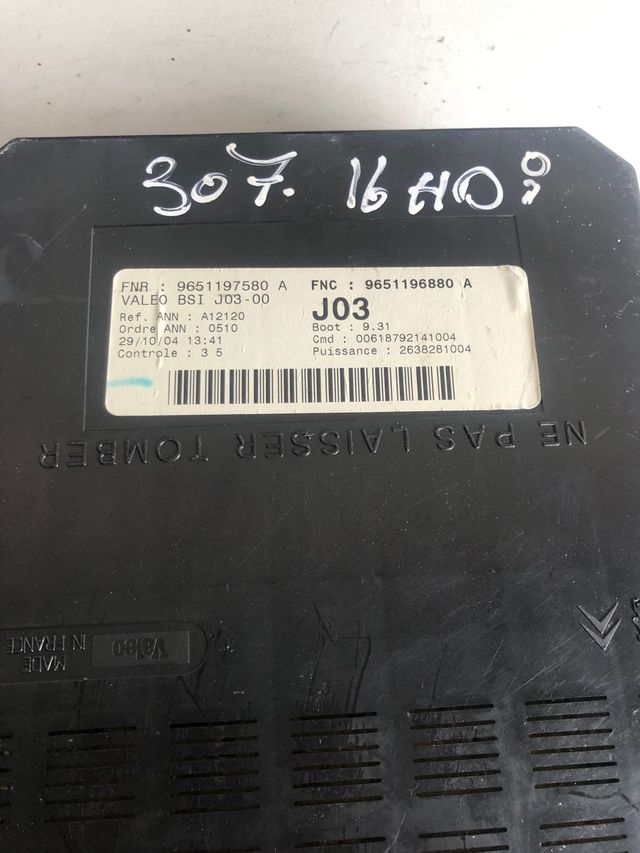 307. 16 HDi
FNR : 9651197580 A FNC : 9651196880 A
VALEO BSI J03-00 J03
Ref. ANN : A12120
Ordre ANN : 0510 Boot : 9.31
29/10/04 13:41 Cmd : 00618792141004
Controle : 3 5 Puissance : 2638281004
NE PAS LAISSER TOMBER
Valeo MADE
IN FRANCE